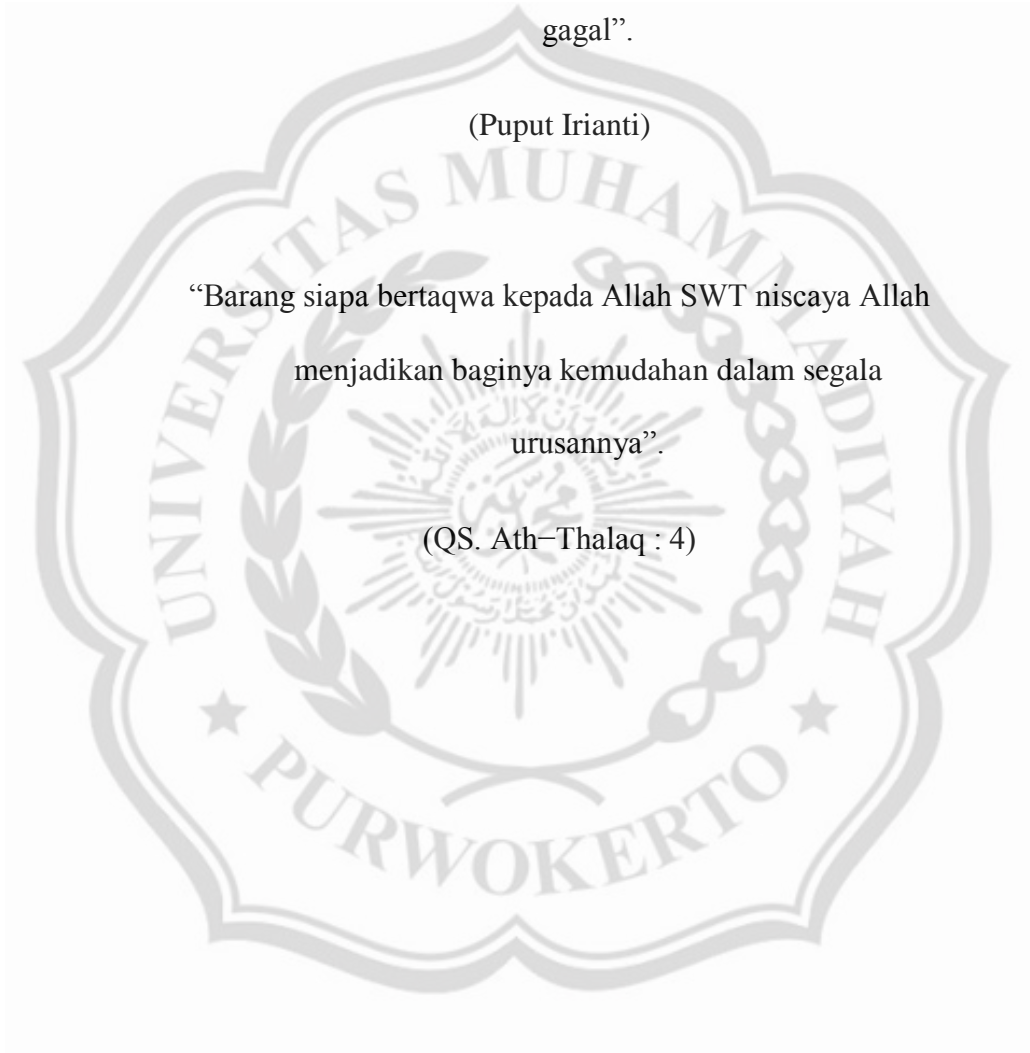 gagal”.
(Puput Irianti)
“Barang siapa bertaqwa kepada Allah SWT niscaya Allah
menjadikan baginya kemudahan dalam segala
urusannya”.
(QS. Ath−Thalaq : 4)
UNIVERSITAS MUHAMMADIYAH
PURWOKERTO